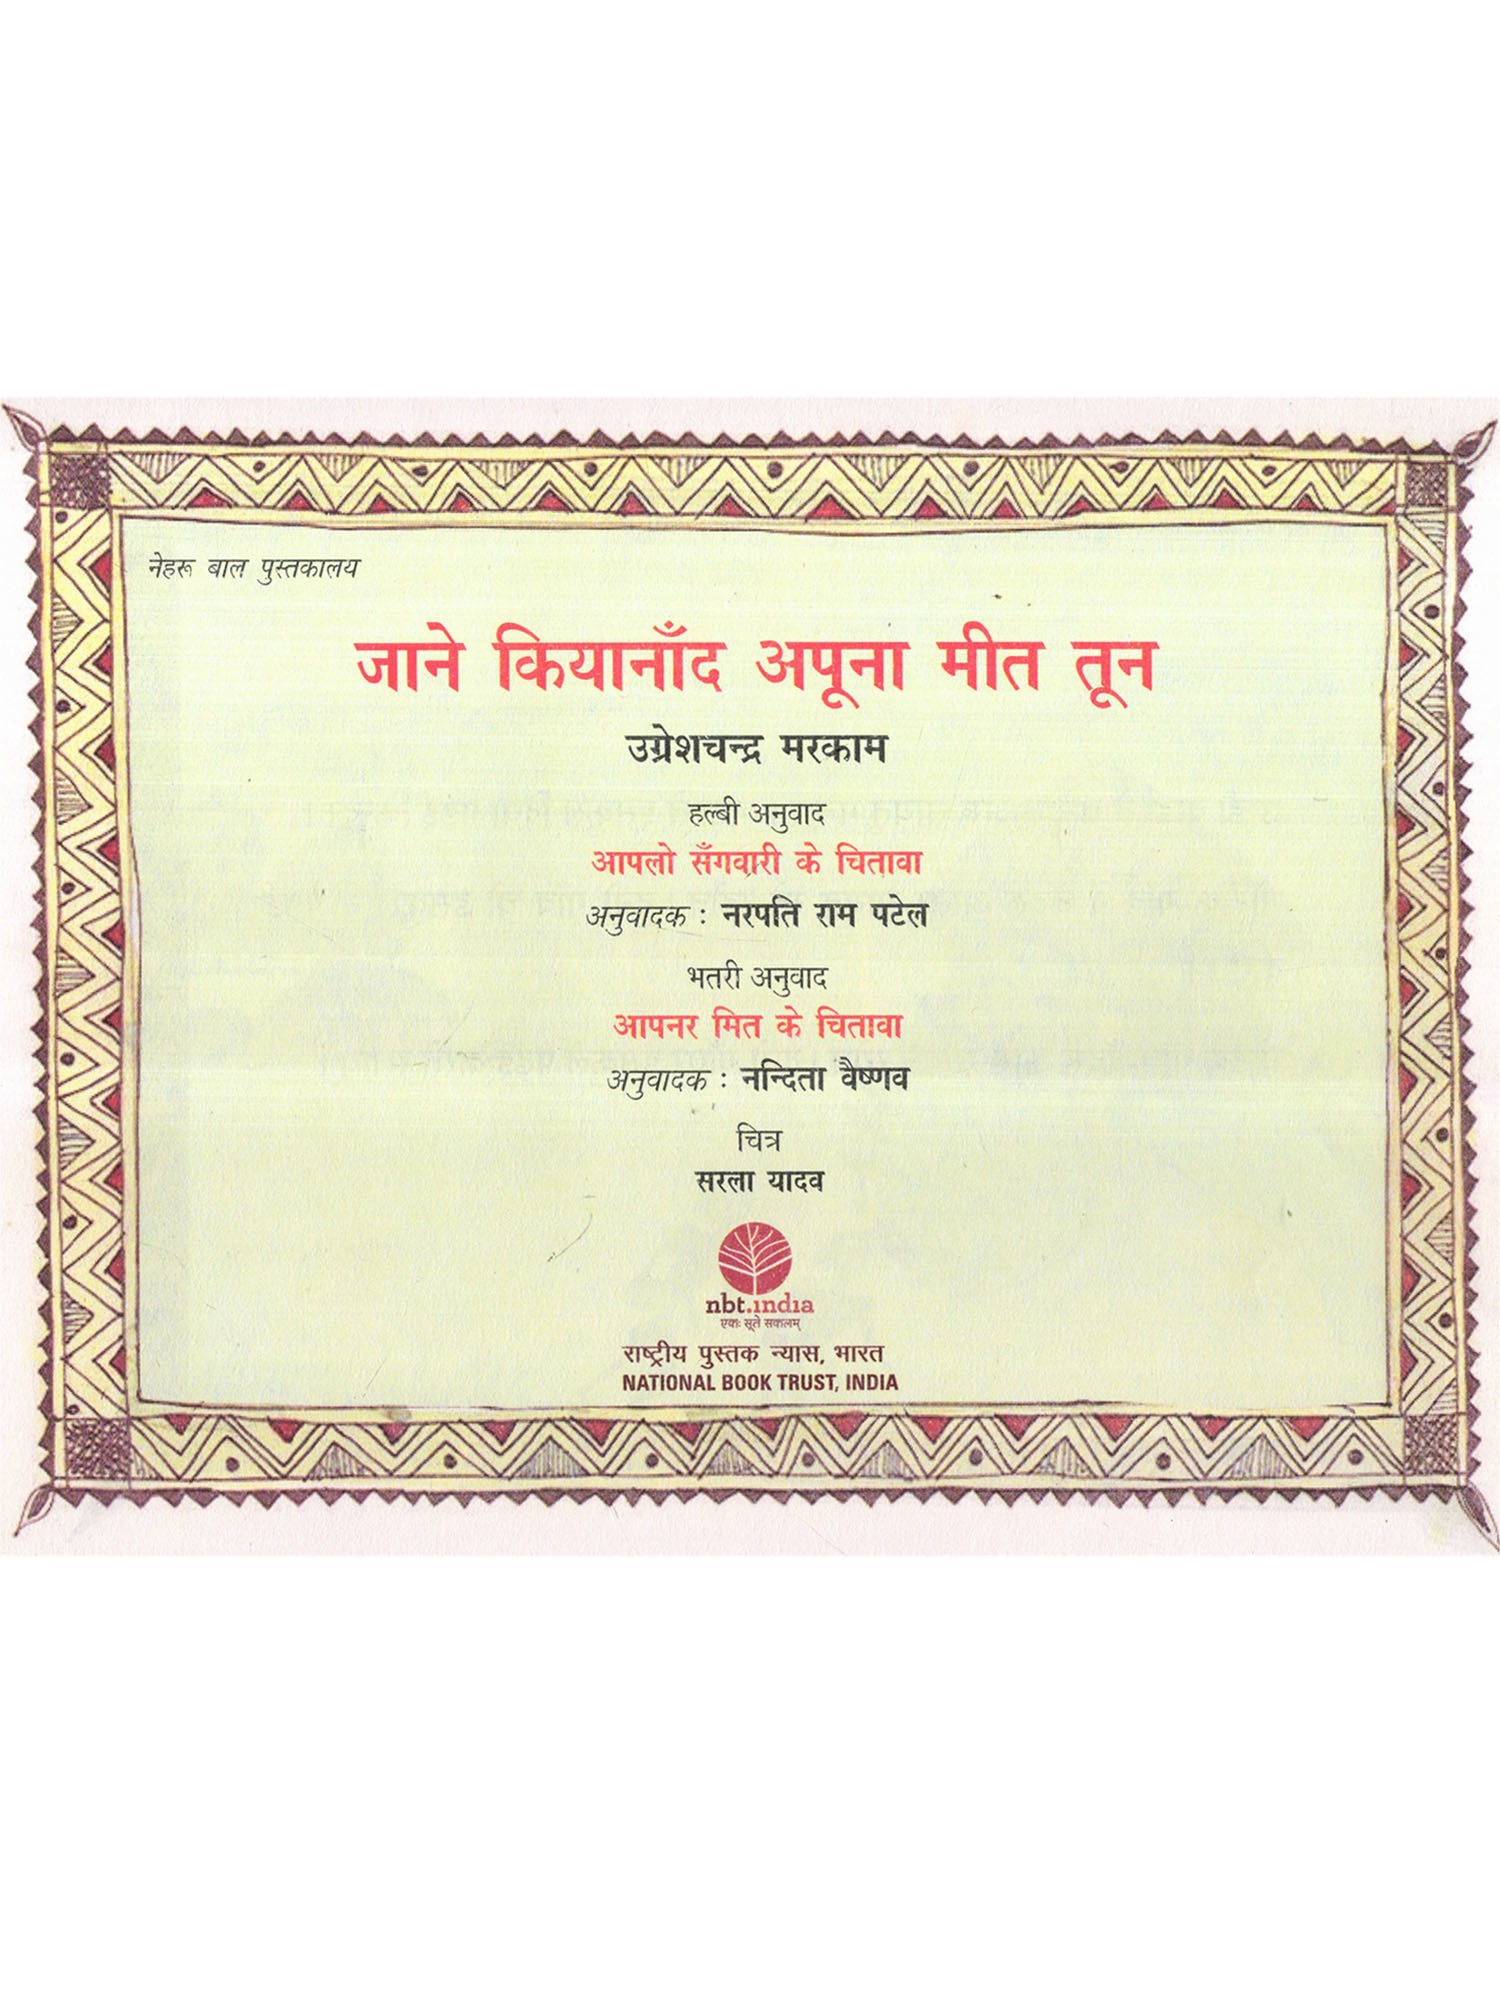 नेहरू बाल पुस्तकालय
जाने कियानाँद अपूना मीत तून
उग्रेशचन्द्र मरकाम
हल्बी अनुवाद
आपलो सँगवारी के चितावा
अनुवादक : नरपति राम पटेल
भतरी अनुवाद
आपनर मित के चितावा
अनुवादक : नन्दिता वैष्णव
चित्र
सरला यादव
nbt.india
एकः सूते सकलम्
राष्ट्रीय पुस्तक न्यास, भारत
NATIONAL BOOK TRUST, INDIA